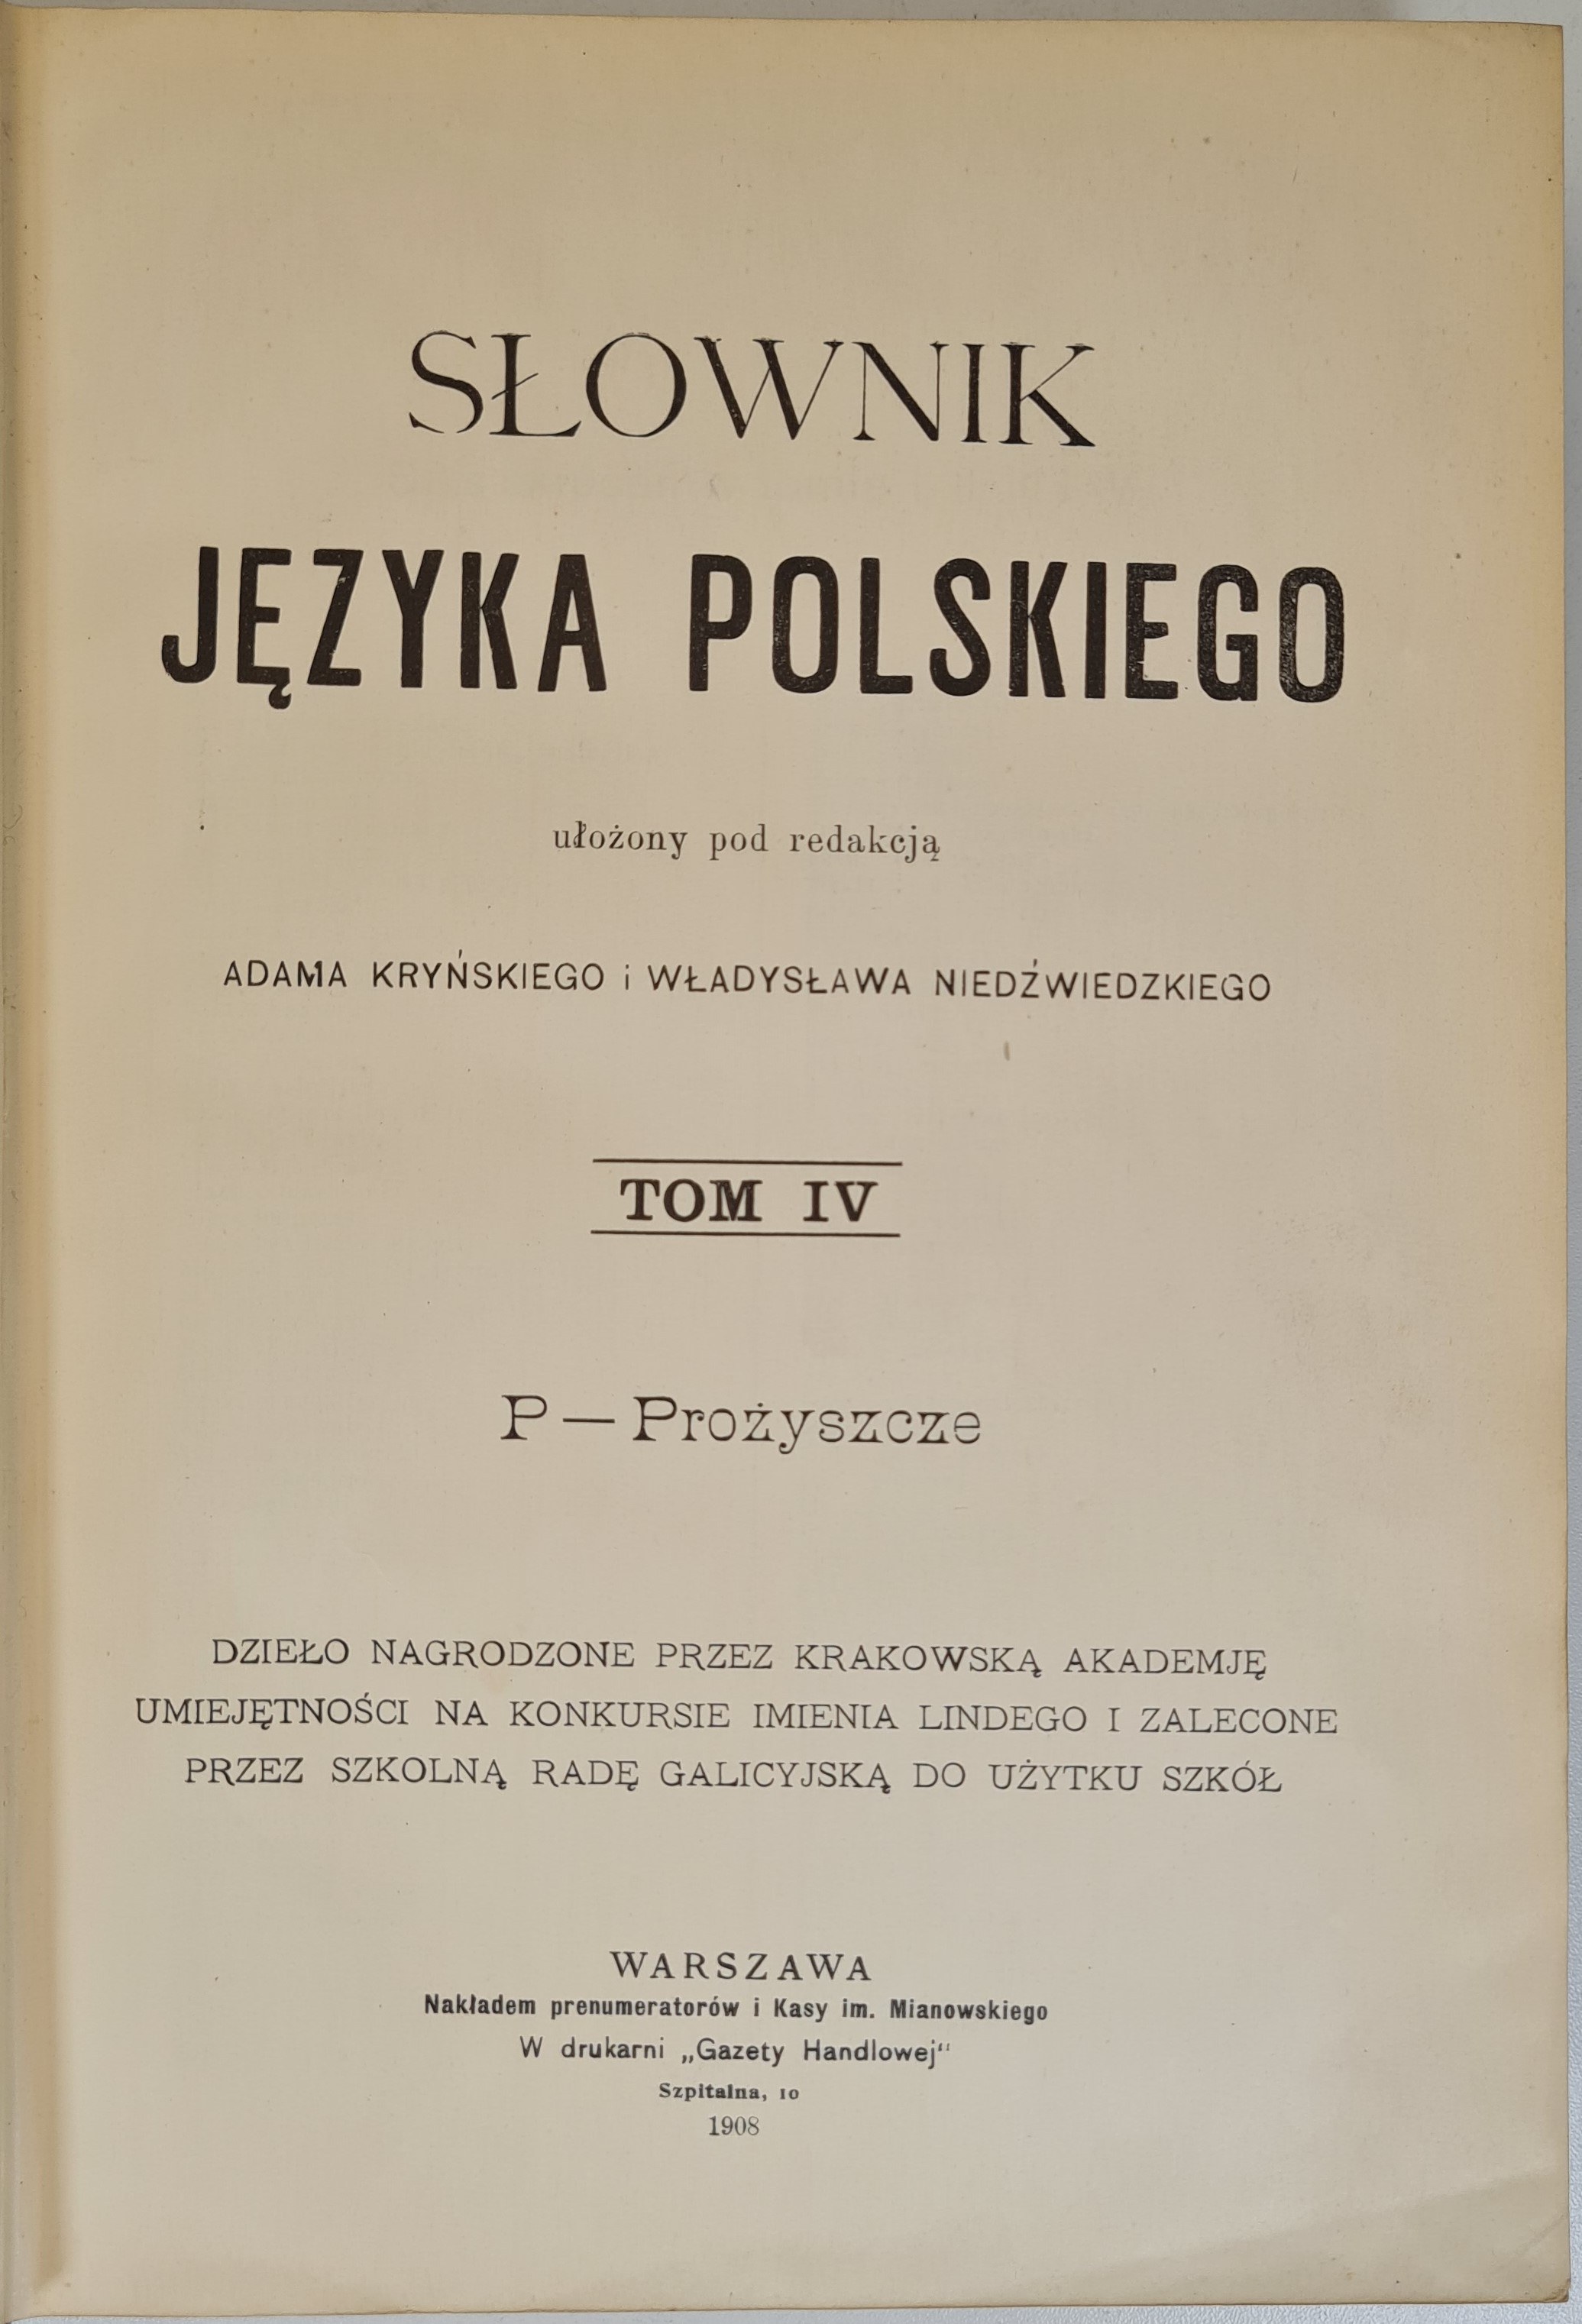 SŁOWNIK
JĘZYKA POLSKIEGO
ułożony pod redakcją
ADAMA KRYŃSKIEGO i WŁADYSŁAWA NIEDŹWIEDZKIEGO
TOM IV
P — Prożyszcze
DZIEŁO NAGRODZONE PRZEZ KRAKOWSKĄ AKADEMJĘ
UMIEJĘTNOŚCI NA KONKURSIE IMIENIA LINDEGO I ZALECONE
PRZEZ SZKOLNĄ RADĘ GALICYJSKĄ DO UŻYTKU SZKÓŁ
WARSZAWA
Nakładem prenumeratorów i Kasy im. Mianowskiego
W drukarni „Gazety Handlowej“
Szpitalna, 10
1908